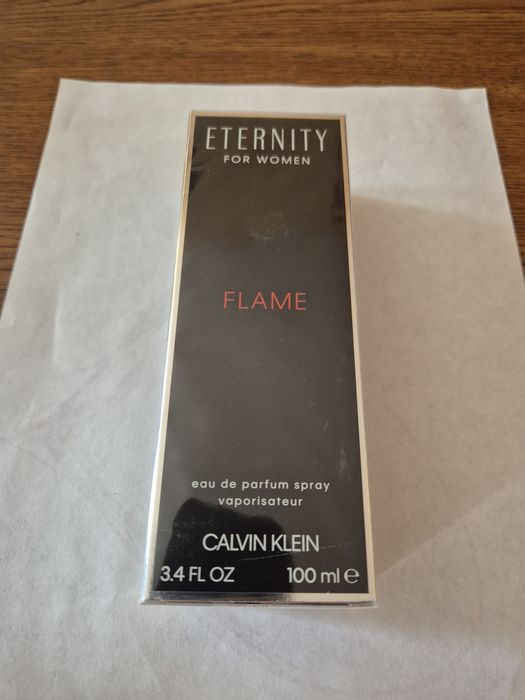 ETERNITY
FOR WOMEN
FLAME
eau de parfum spray
vaporisateur
CALVIN KLEIN
3.4 FL OZ 100 ml ℮